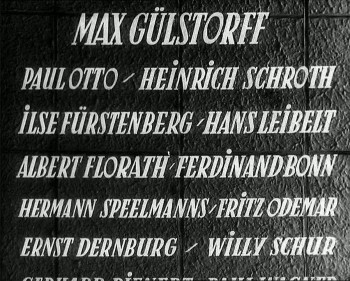 MAX GÜLSTORFF
PAUL OTTO / HEINRICH SCHROTH
ILSE FÜRSTENBERG / HANS LEIBELT
ALBERT FLORATH / FERDINAND BONN
HERMANN SPEELMANNS / FRITZ ODEMAR
ERNST DERNBURG / WILLY SCHUR